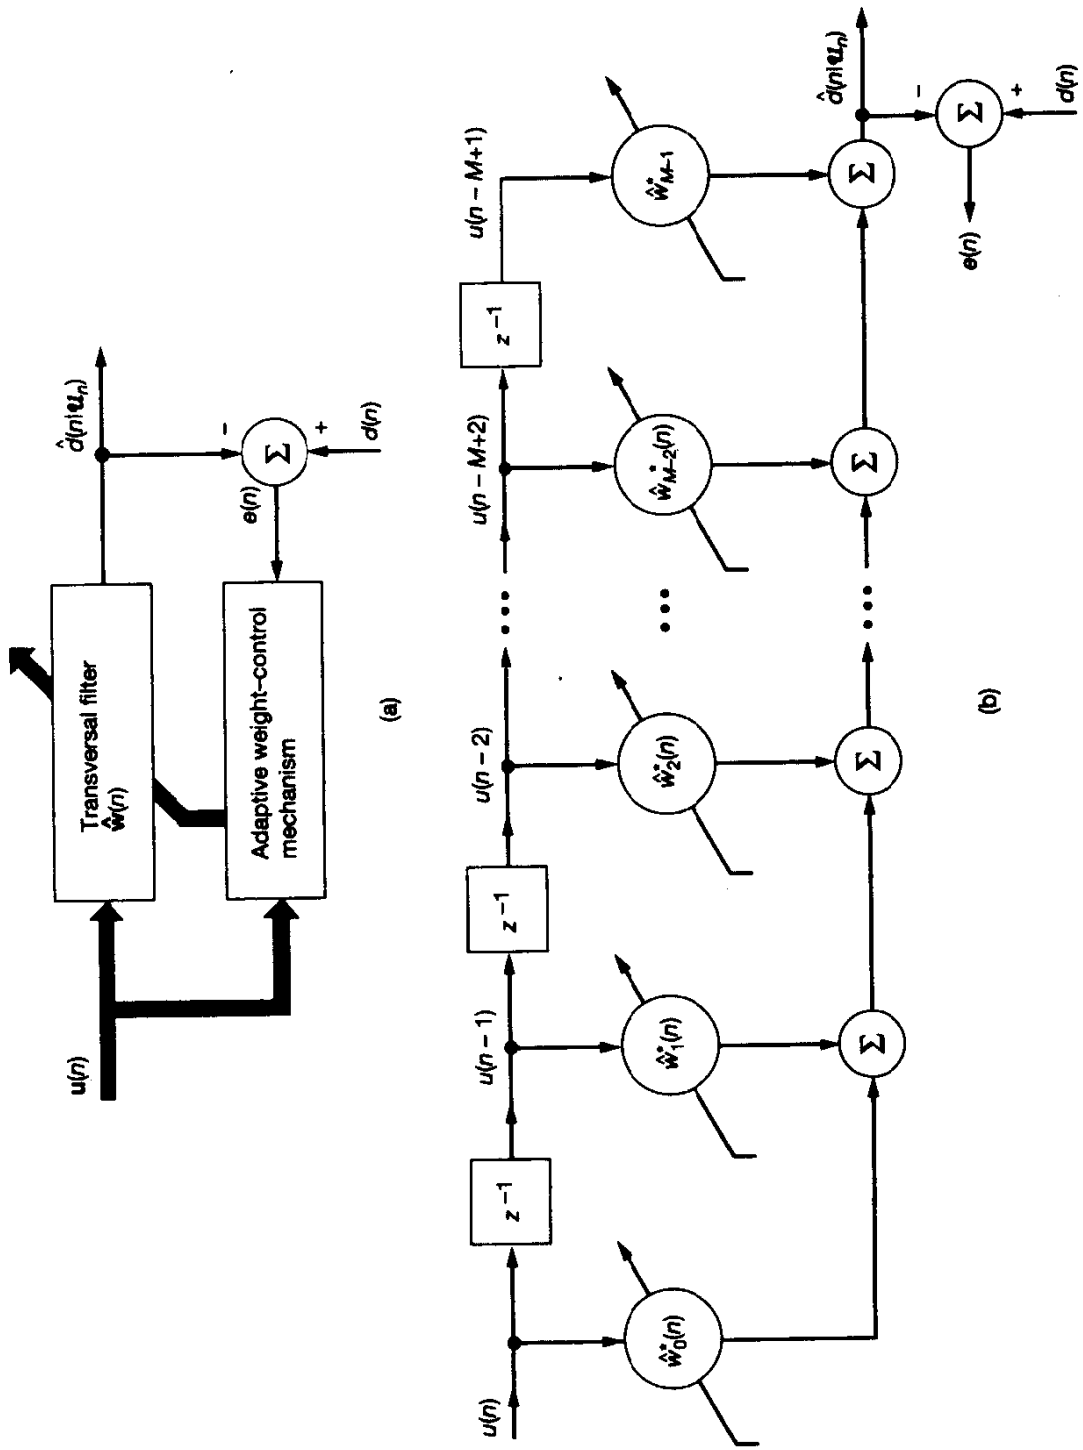 u(n)
Transversal filter
ŵ(n)
d̂(n|𝒰ₙ)
−
Σ
+
d(n)
e(n)
Adaptive weight–control
mechanism
(a)
u(n)
z⁻¹
u(n − 1)
z⁻¹
u(n − 2)
•••
u(n − M+2)
z⁻¹
u(n − M+1)
ŵ*₀(n)
ŵ*₁(n)
ŵ*₂(n)
•••
ŵ*M–2(n)
ŵ*M–1
Σ
Σ
•••
Σ
Σ
d̂(n|𝒰ₙ)
−
Σ
+
d(n)
e(n)
(b)